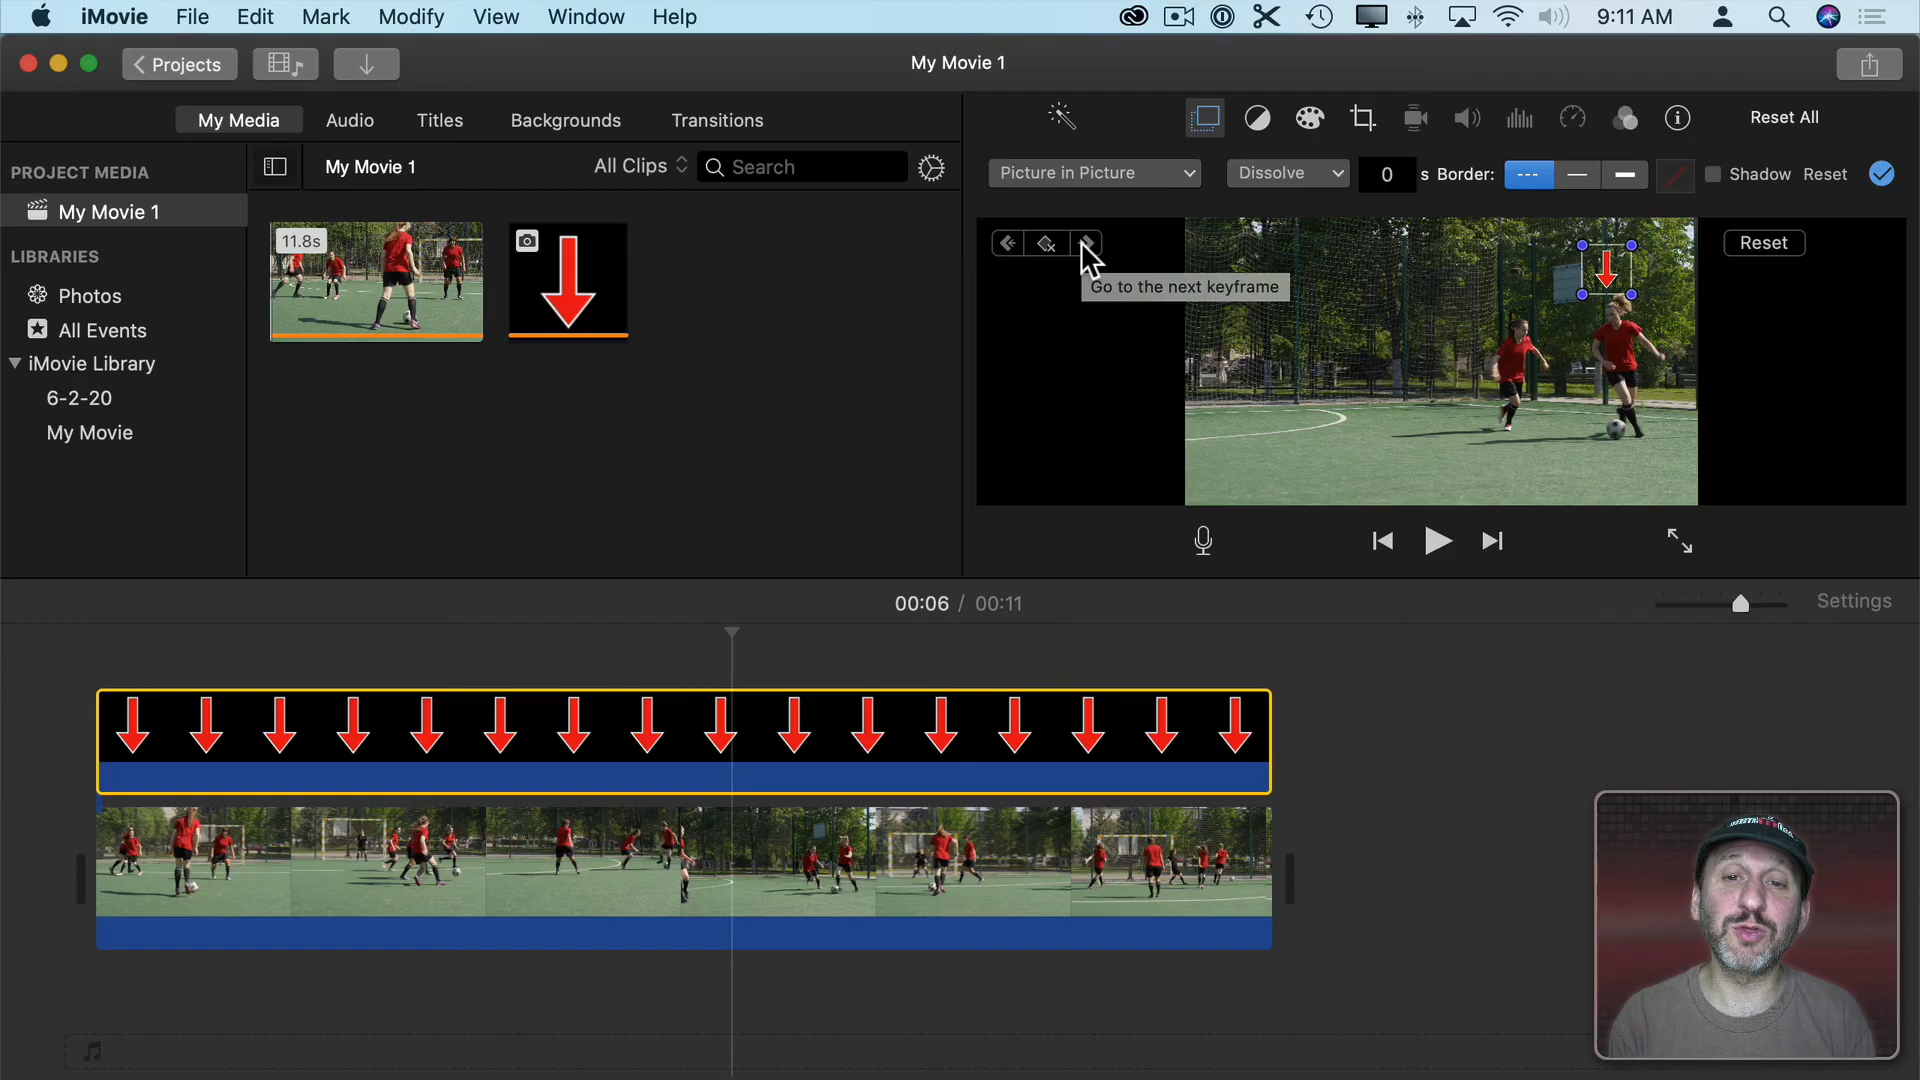 iMovie File Edit Mark Modify View Window Help 9:11 AM
Projects My Movie 1
My Media Audio Titles Backgrounds Transitions Reset All
PROJECT MEDIA My Movie 1 All Clips Search
Picture in Picture Dissolve 0 s Border: Shadow Reset
My Movie 1
LIBRARIES
Photos
All Events
iMovie Library
6-2-20
My Movie
11.8s
Reset
Go to the next keyframe
00:06 / 00:11 Settings